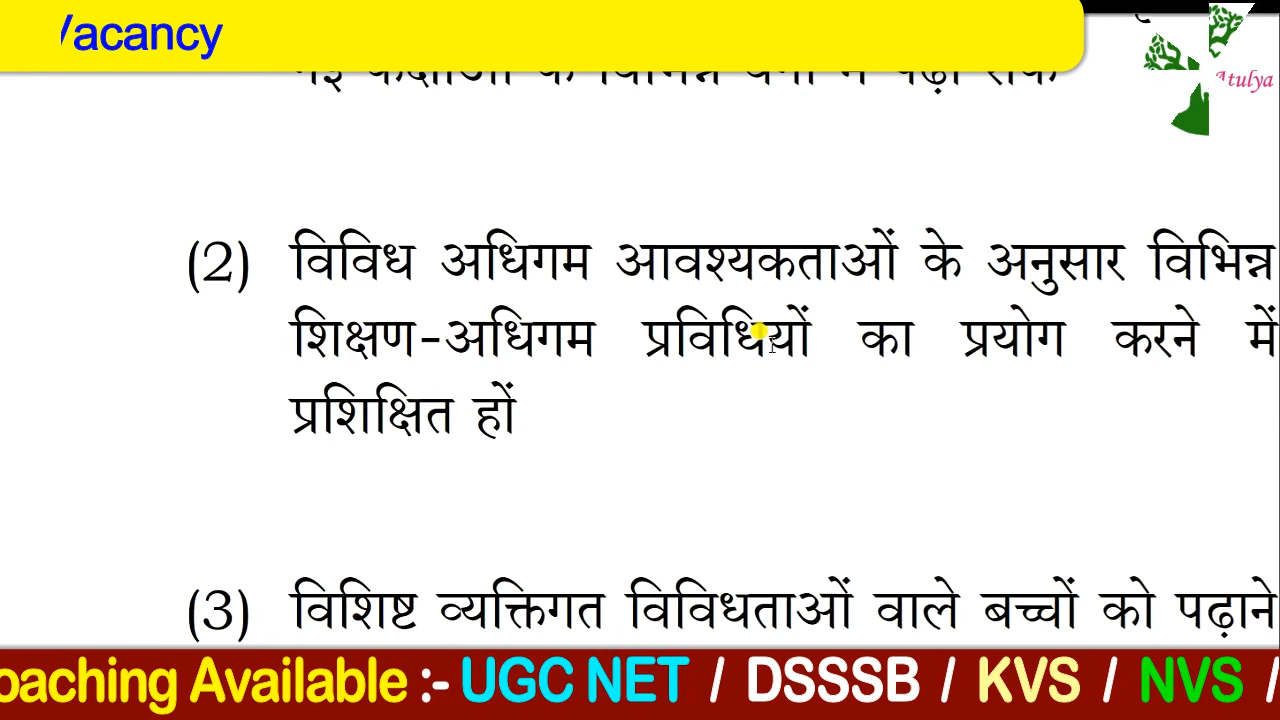 Vacancy
Atulya
(2) विविध अधिगम आवश्यकताओं के अनुसार विभिन्न
शिक्षण-अधिगम प्रविधियों का प्रयोग करने में
प्रशिक्षित हों
(3) विशिष्ट व्यक्तिगत विविधताओं वाले बच्चों को पढ़ाने
oaching Available :- UGC NET / DSSSB / KVS / NVS /